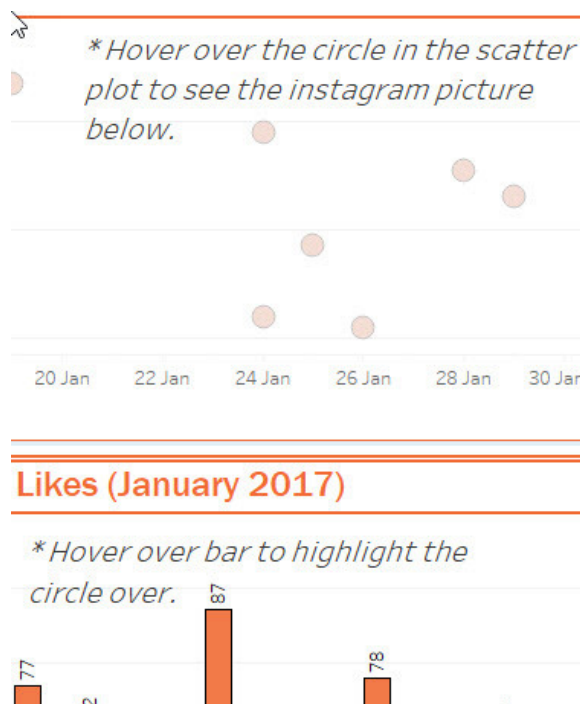 * Hover over the circle in the scatter
plot to see the instagram picture
below.
20 Jan 22 Jan 24 Jan 26 Jan 28 Jan 30 Jan
Likes (January 2017)
* Hover over bar to highlight the
circle over.
87
78
77